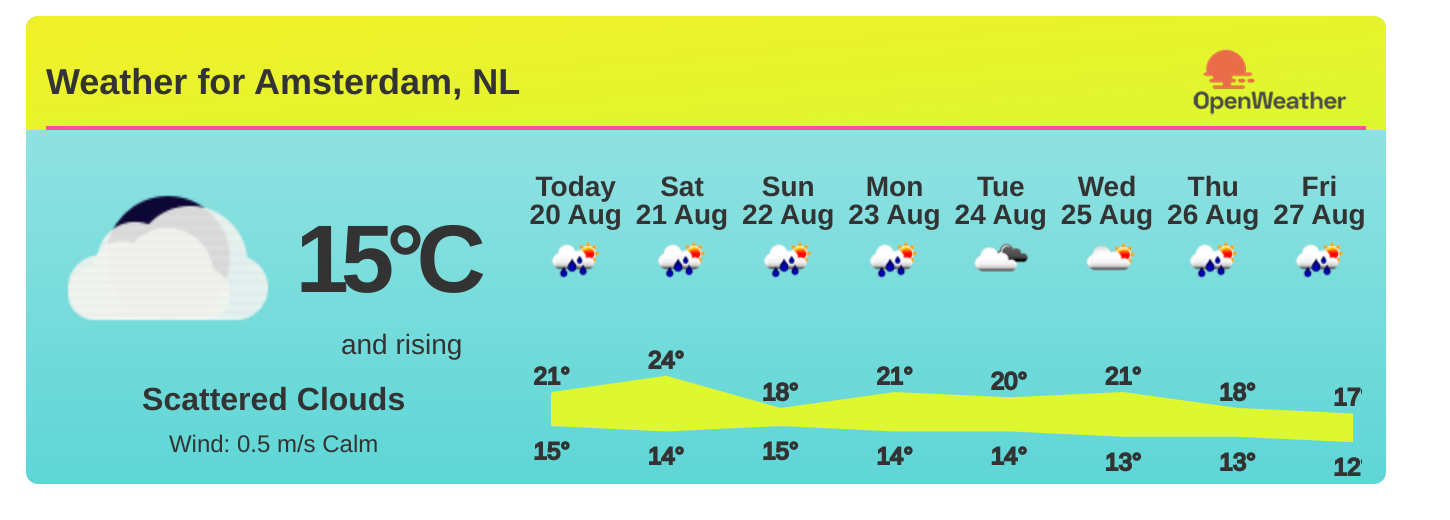 Weather for Amsterdam, NL
OpenWeather
15°C
and rising
Scattered Clouds
Wind: 0.5 m/s Calm
Today Sat Sun Mon Tue Wed Thu Fri
20 Aug 21 Aug 22 Aug 23 Aug 24 Aug 25 Aug 26 Aug 27 Aug
21° 24° 18° 21° 20° 21° 18° 17°
15° 14° 15° 14° 14° 13° 13° 12°